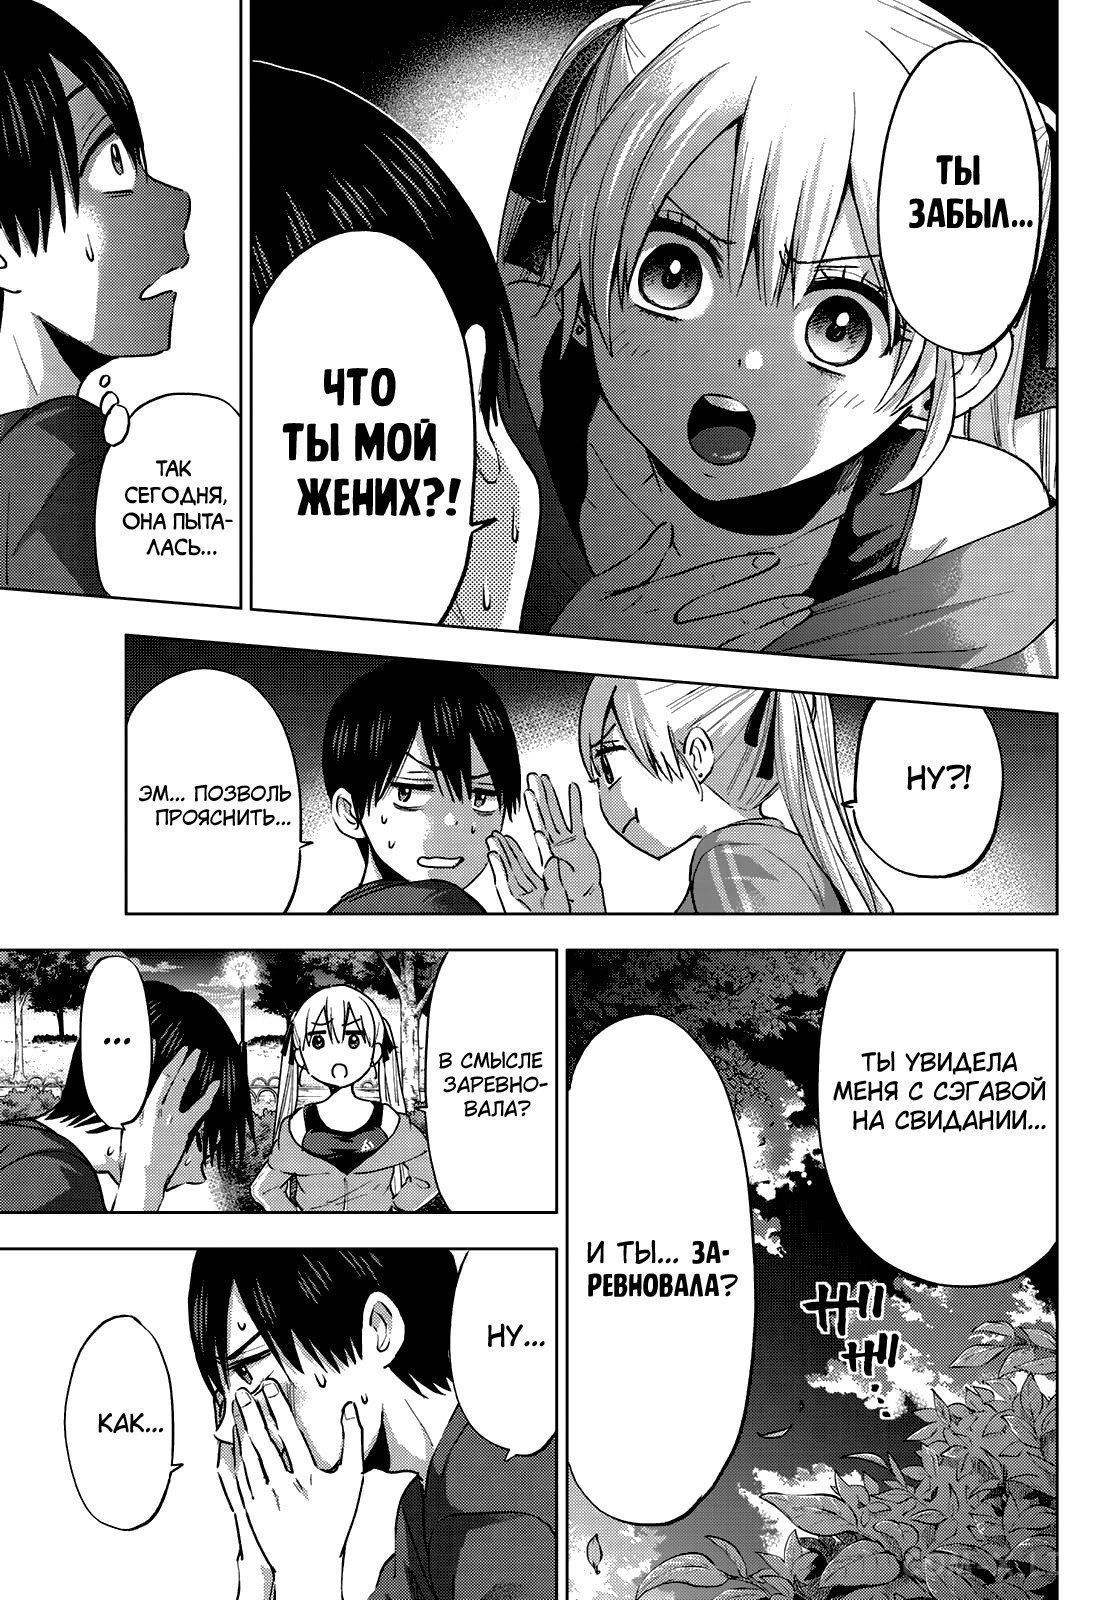 ТЫ
ЗАБЫЛ...
ЧТО
ТЫ МОЙ
ЖЕНИХ?!
ТАК
СЕГОДНЯ,
ОНА ПЫТА-
ЛАСЬ...
НУ?!
ЭМ... ПОЗВОЛЬ
ПРОЯСНИТЬ...
ТЫ УВИДЕЛА
МЕНЯ С СЭГАВОЙ
НА СВИДАНИИ...
И ТЫ... ЗА-
РЕВНОВАЛА?
В СМЫСЛЕ
ЗАРЕВНО-
ВАЛА?
...
НУ...
КАК...